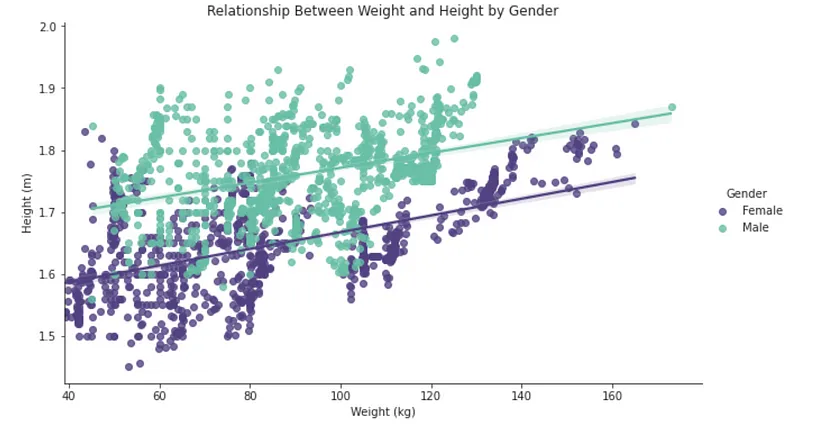 Relationship Between Weight and Height by Gender
2.0
1.9
1.8
1.7
1.6
1.5
Height (m)
40 60 80 100 120 140 160
Weight (kg)
Gender
Female
Male